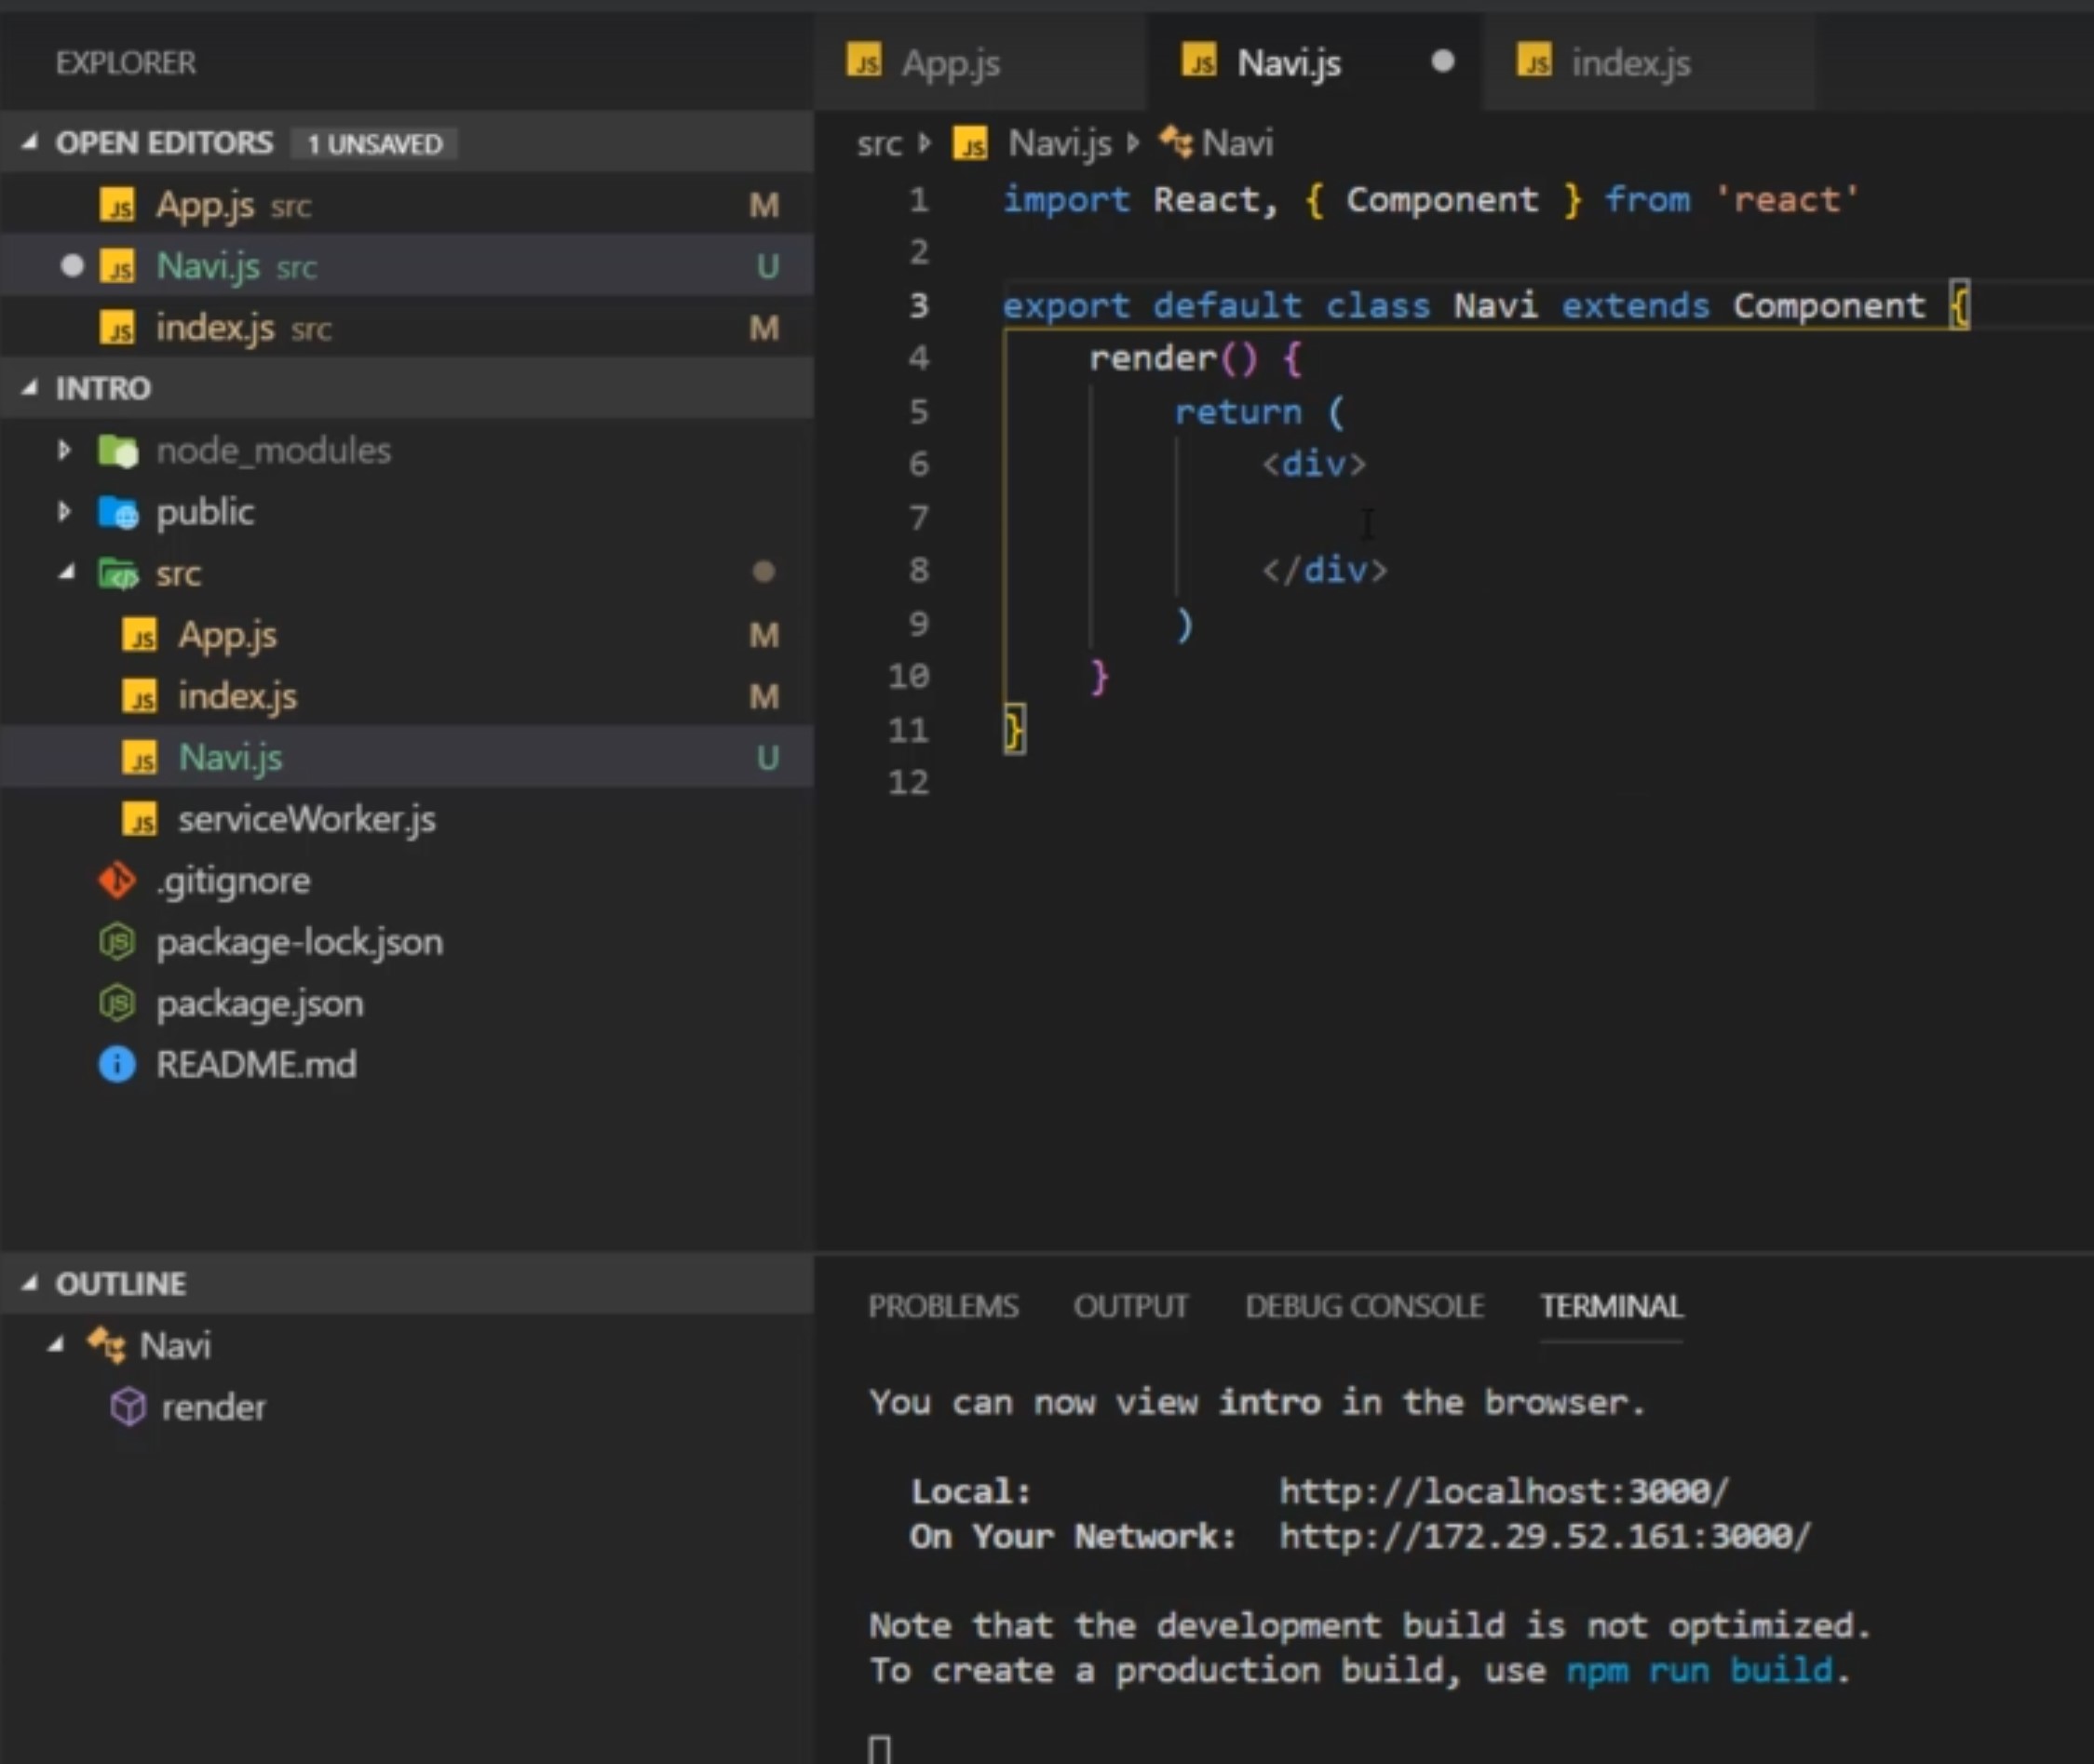 EXPLORER
OPEN EDITORS 1 UNSAVED
JS App.js src M
JS Navi.js src U
JS index.js src M
INTRO
node_modules
public
src
JS App.js M
JS index.js M
JS Navi.js U
JS serviceWorker.js
.gitignore
JS package-lock.json
JS package.json
i README.md
OUTLINE
Navi
render
JS App.js
JS Navi.js
JS index.js
src JS Navi.js Navi
1 import React, { Component } from 'react'
2
3 export default class Navi extends Component {
4 render() {
5 return (
6 <div>
7
8 </div>
9 )
10 }
11 }
12
PROBLEMS OUTPUT DEBUG CONSOLE TERMINAL
You can now view intro in the browser.
Local: http://localhost:3000/
On Your Network: http://172.29.52.161:3000/
Note that the development build is not optimized.
To create a production build, use npm run build.